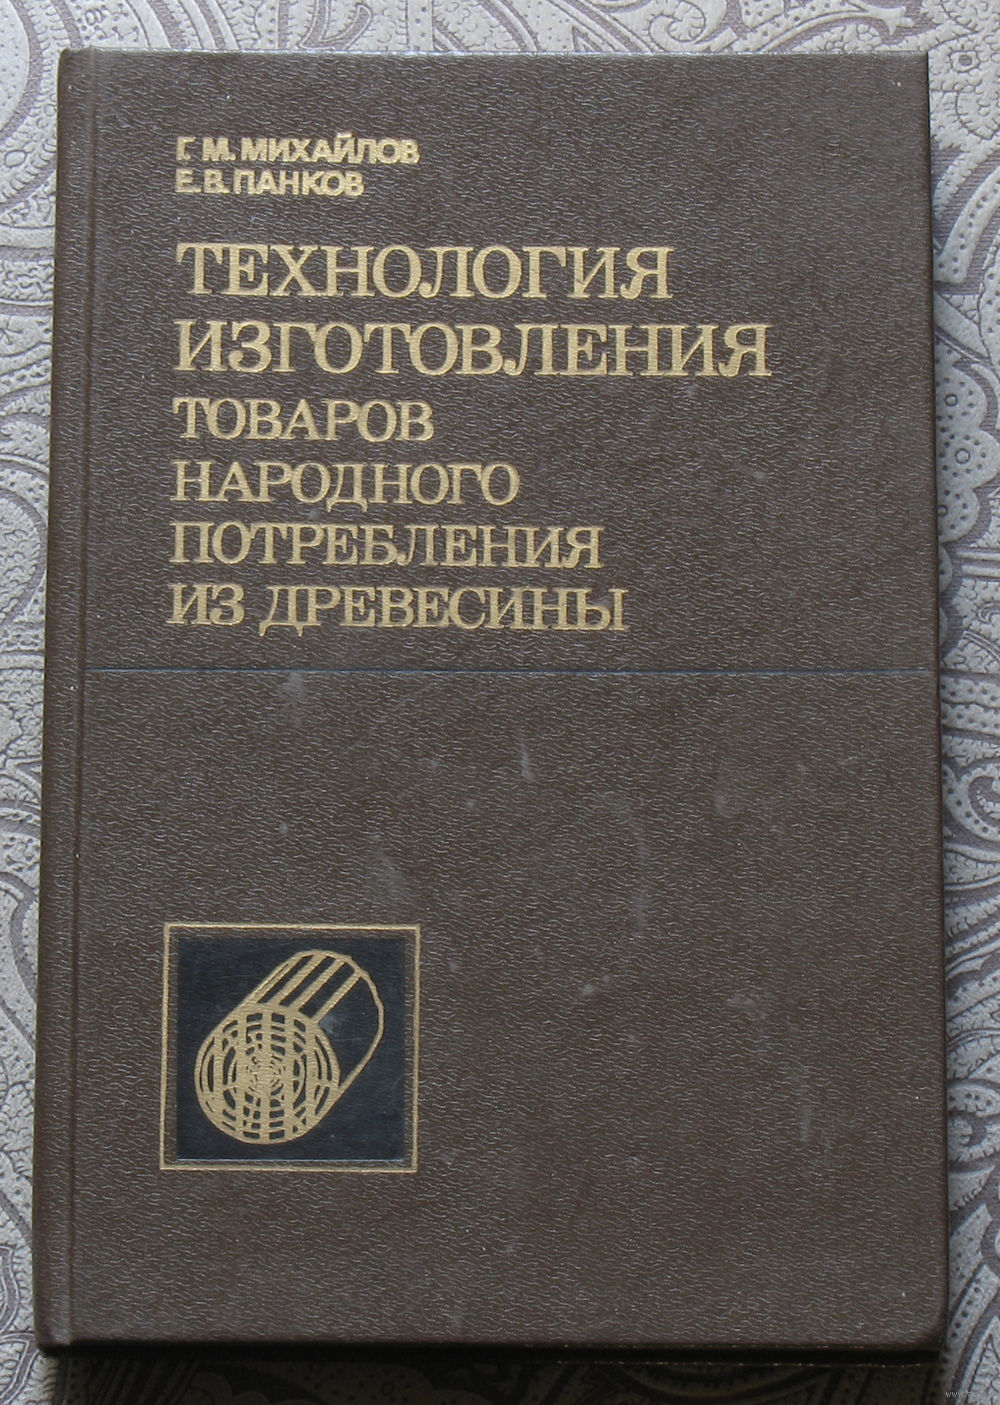 Г. М. МИХАЙЛОВ
Е. В. ПАНКОВ
ТЕХНОЛОГИЯ
ИЗГОТОВЛЕНИЯ
ТОВАРОВ
НАРОДНОГО
ПОТРЕБЛЕНИЯ
ИЗ ДРЕВЕСИНЫ